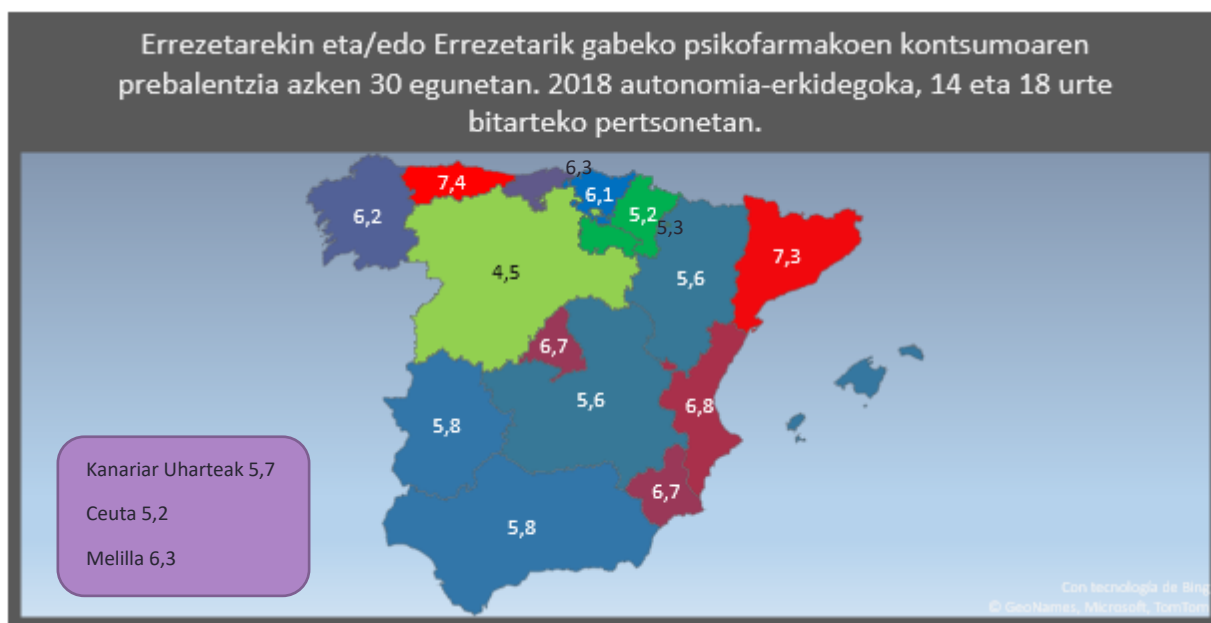 Errezetarekin eta/edo Errezetarik gabeko psikofarmakoen kontsumoaren
prebalentzia azken 30 egunetan. 2018 autonomia-erkidegoka, 14 eta 18 urte
bitarteko pertsonetan.
6,3
7,4
6,1
6,2
5,2
5,3
7,3
4,5
5,6
6,7
5,6
6,8
5,8
6,7
5,8
Kanariar Uharteak 5,7
Ceuta 5,2
Melilla 6,3
Con tecnología de Bing
© GeoNames, Microsoft, TomTom